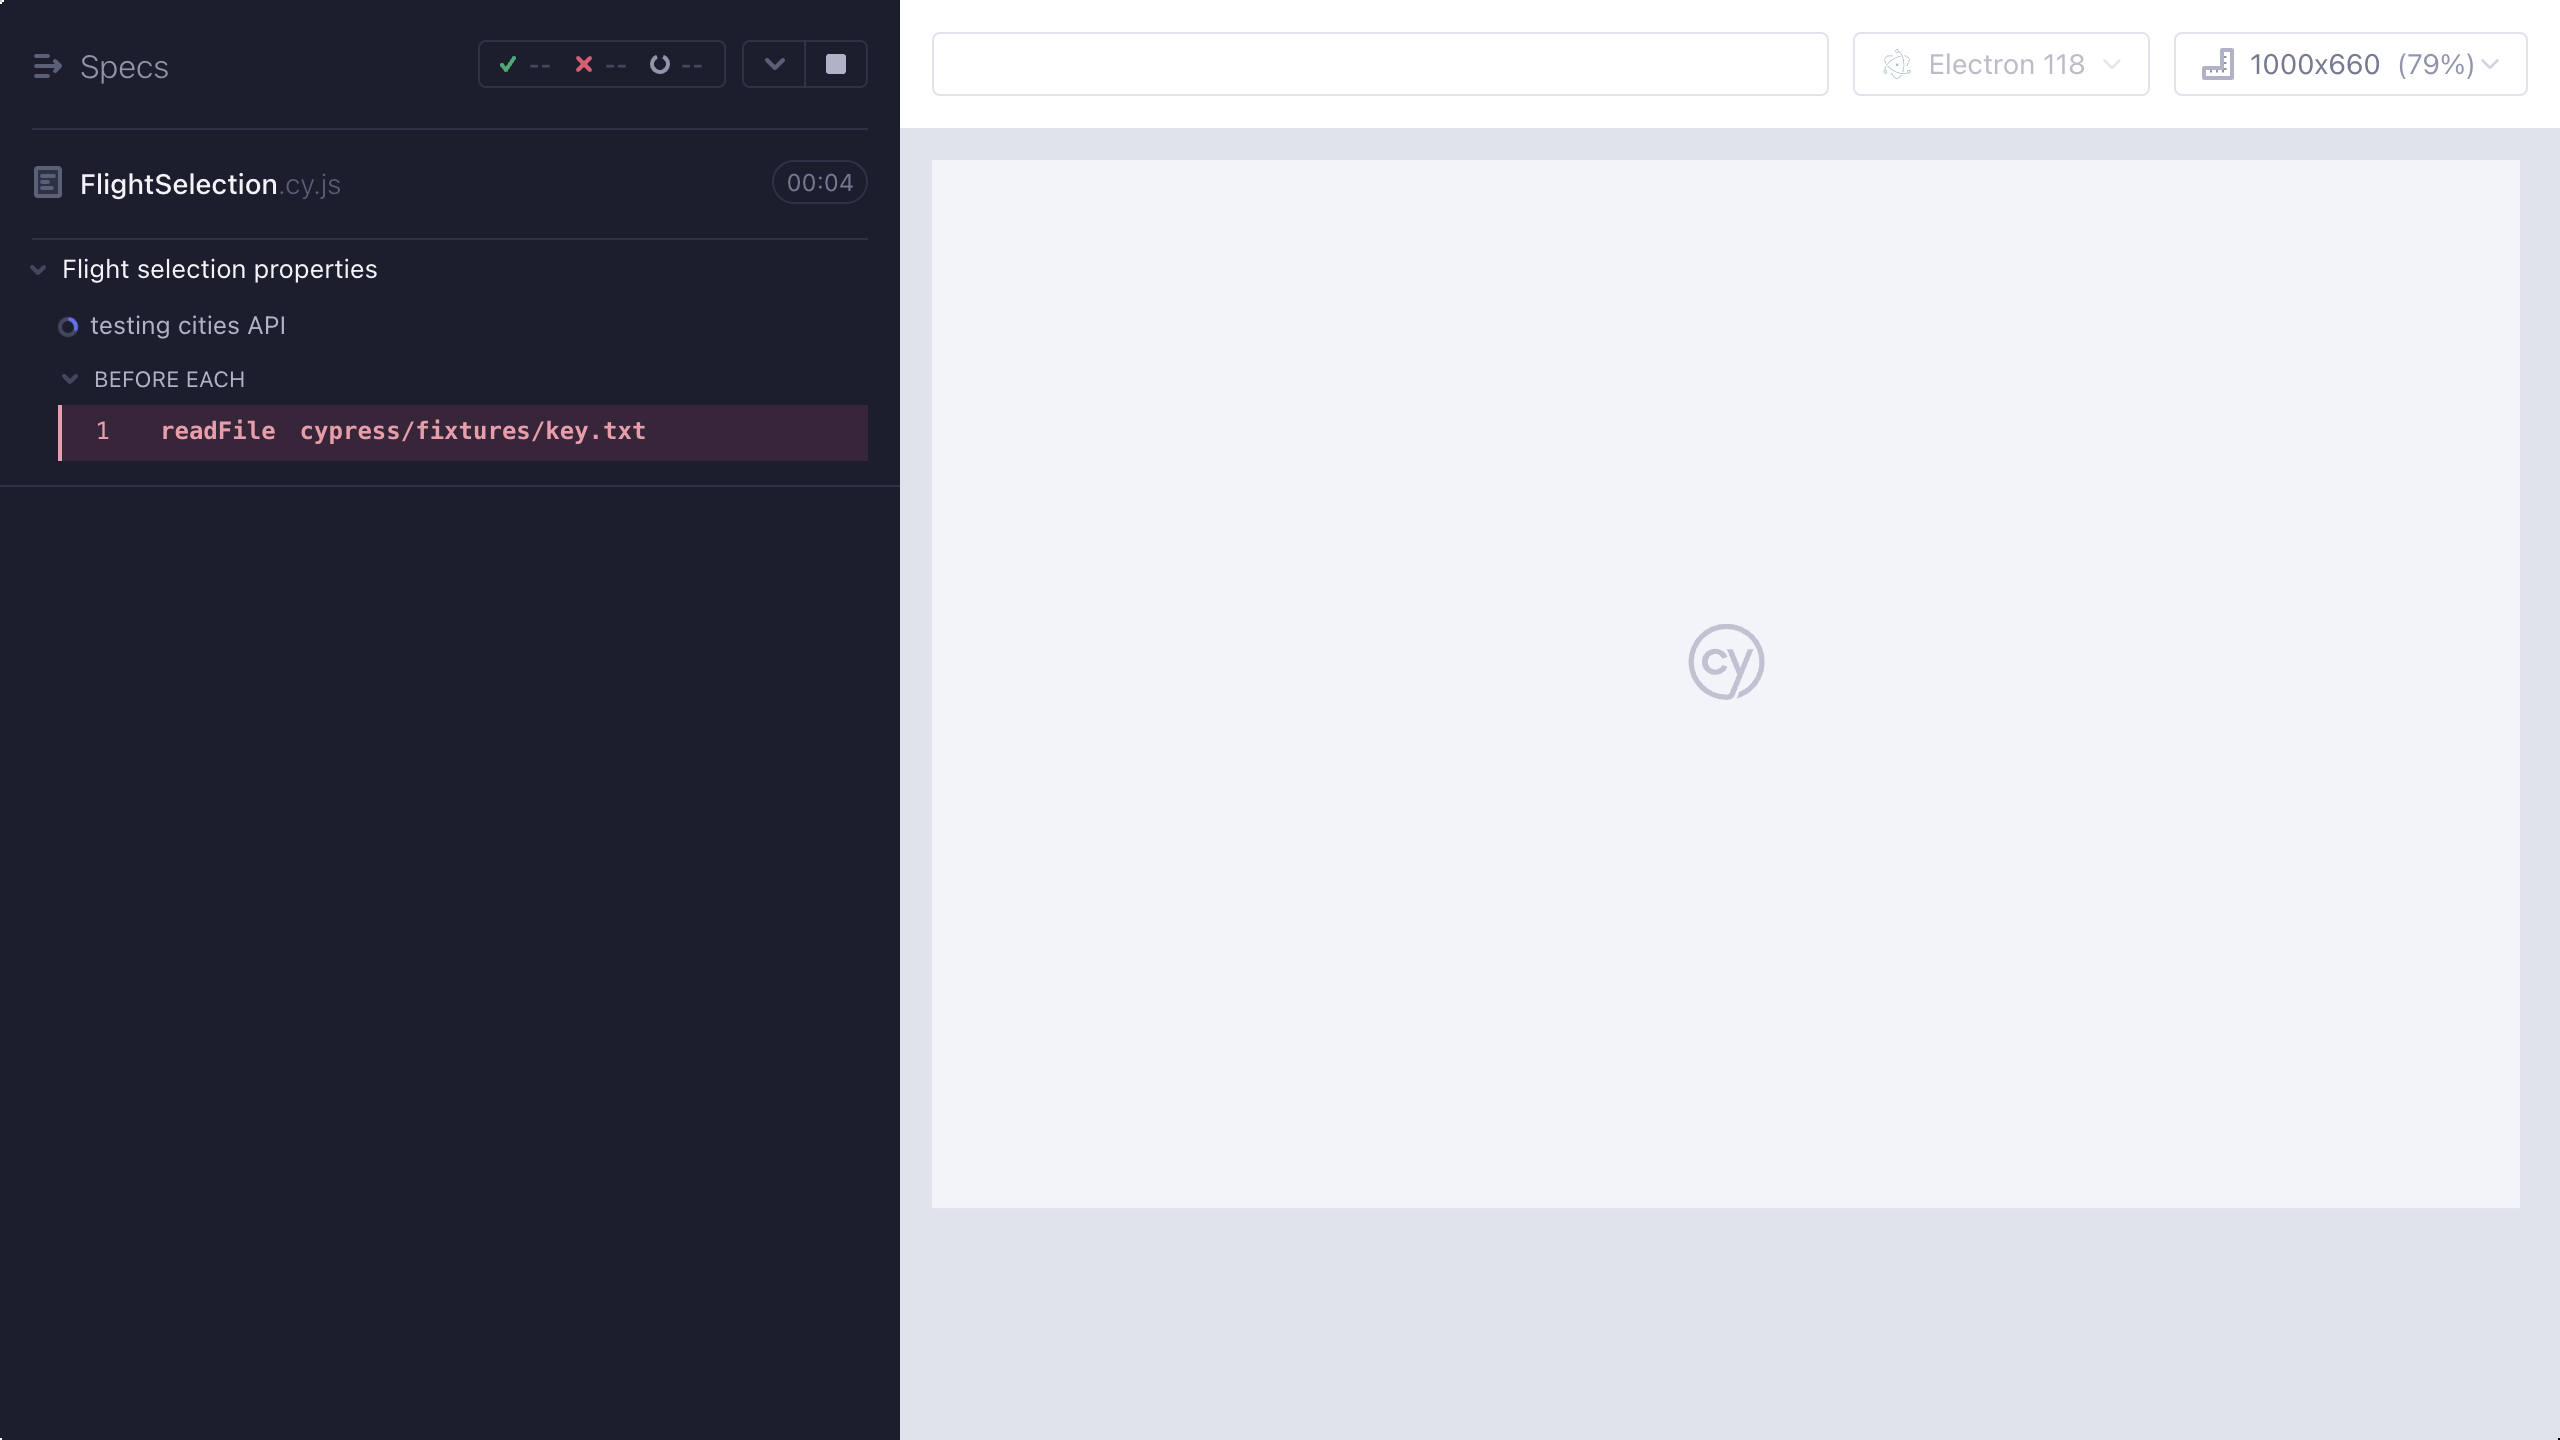 Specs
-- -- --
FlightSelection.cy.js
00:04
Flight selection properties
testing cities API
BEFORE EACH
1 readFile cypress/fixtures/key.txt
Electron 118
1000x660 (79%)
cy